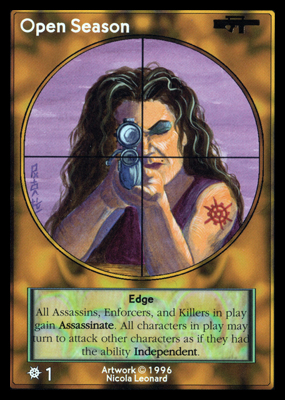 Open Season
Edge
All Assassins, Enforcers, and Killers in play
gain Assassinate. All characters in play may
turn to attack other characters as if they had
the ability Independent.
1
Artwork © 1996
Nicola Leonard